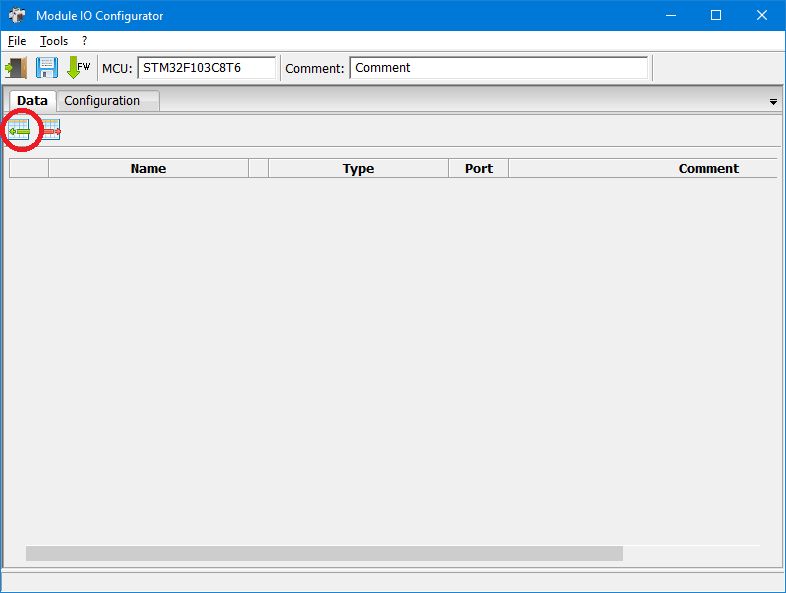 Module IO Configurator
File Tools ?
FW MCU: STM32F103C8T6 Comment: Comment
Data Configuration
Name Type Port Comment